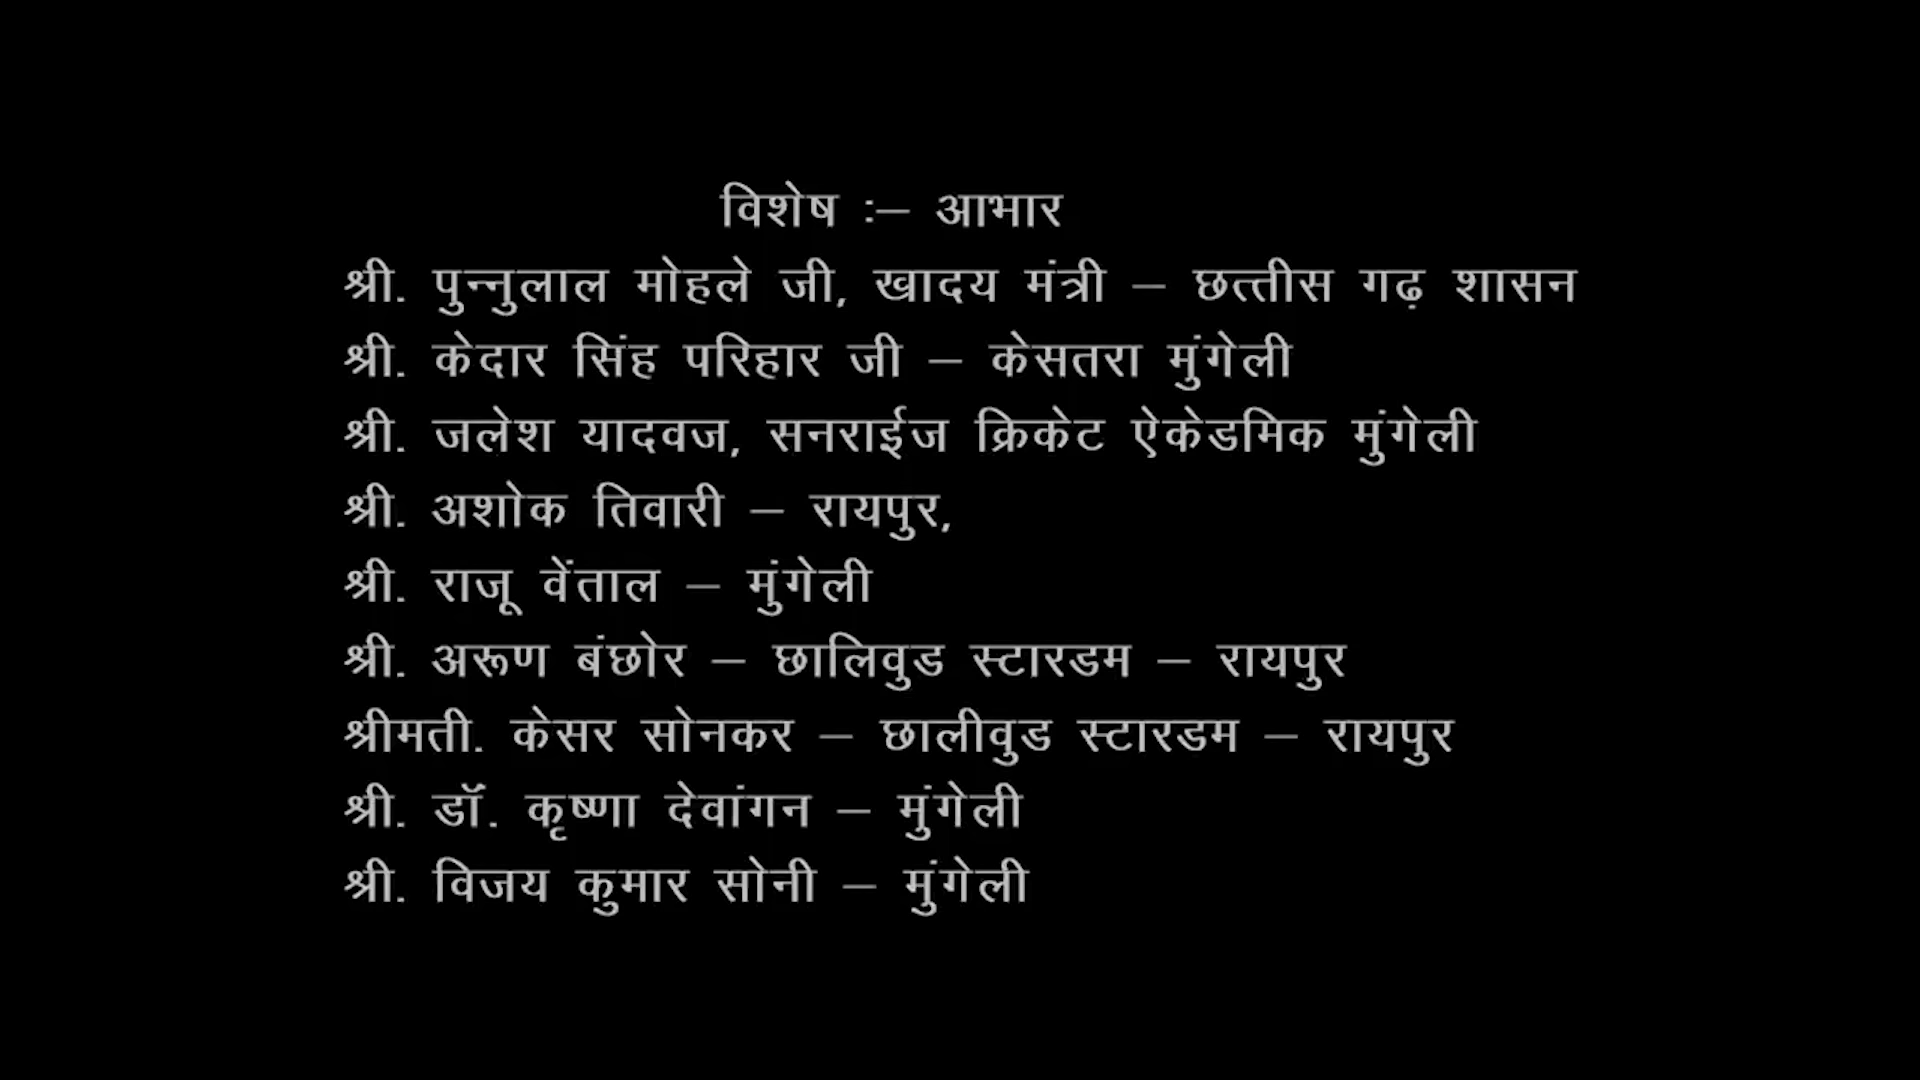 विशेष :– आभार
श्री. पुन्नुलाल मोहले जी, खादय मंत्री – छत्तीस गढ़ शासन
श्री. केदार सिंह परिहार जी – केसतरा मुंगेली
श्री. जलेश यादवज, सनराईज क्रिकेट ऐकेडमिक मुंगेली
श्री. अशोक तिवारी – रायपुर,
श्री. राजू वेंताल – मुंगेली
श्री. अरूण बंछोर – छालिवुड स्टारडम – रायपुर
श्रीमती. केसर सोनकर – छालीवुड स्टारडम – रायपुर
श्री. डॉ. कृष्णा देवांगन – मुंगेली
श्री. विजय कुमार सोनी – मुंगेली